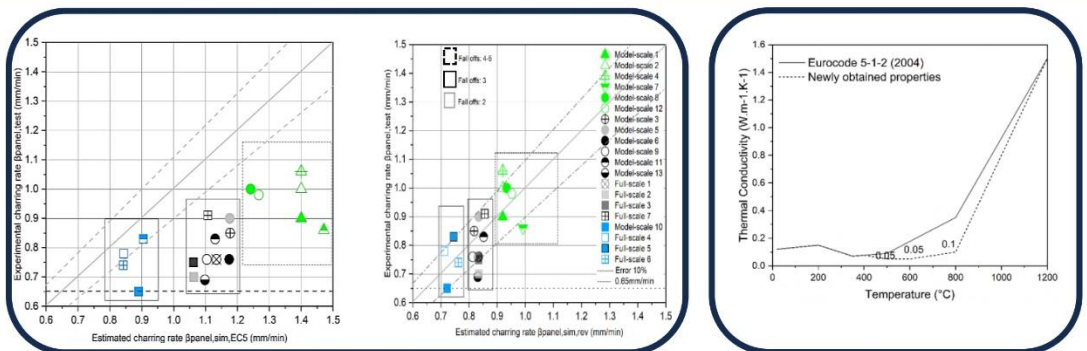 Experimental charring rate βpanel,test (mm/min)
1.5
1.4
1.3
1.2
1.1
1.0
0.9
0.8
0.7
0.6
0.6 0.7 0.8 0.9 1.0 1.1 1.2 1.3 1.4 1.5
Estimated charring rate βpanel,sim,EC5 (mm/min)
Experimental charring rate βpanel,test (mm/min)
1.5
1.4
1.3
1.2
1.1
1.0
0.9
0.8
0.7
0.6
0.6 0.7 0.8 0.9 1.0 1.1 1.2 1.3 1.4 1.5
Estimated charring rate βpanel,sim,rev (mm/min)
Fall offs: 4-5
Fall offs: 3
Fall offs: 2
Model-scale 1
Model-scale 2
Model-scale 4
Model-scale 7
Model-scale 8
Model-scale 12
Model-scale 3
Model-scale 5
Model-scale 6
Model-scale 9
Model-scale 11
Model-scale 13
Full-scale 1
Full-scale 2
Full-scale 3
Full-scale 7
Model-scale 10
Full-scale 4
Full-scale 5
Full-scale 6
Error 10%
0.65mm/min
Thermal Conductivity (W.m-1.K-1)
1.6
1.4
1.2
1.0
0.8
0.6
0.4
0.2
0.0
Eurocode 5-1-2 (2004)
Newly obtained properties
0.05
0.05
0.1
0 200 400 600 800 1000 1200
Temperature (°C)